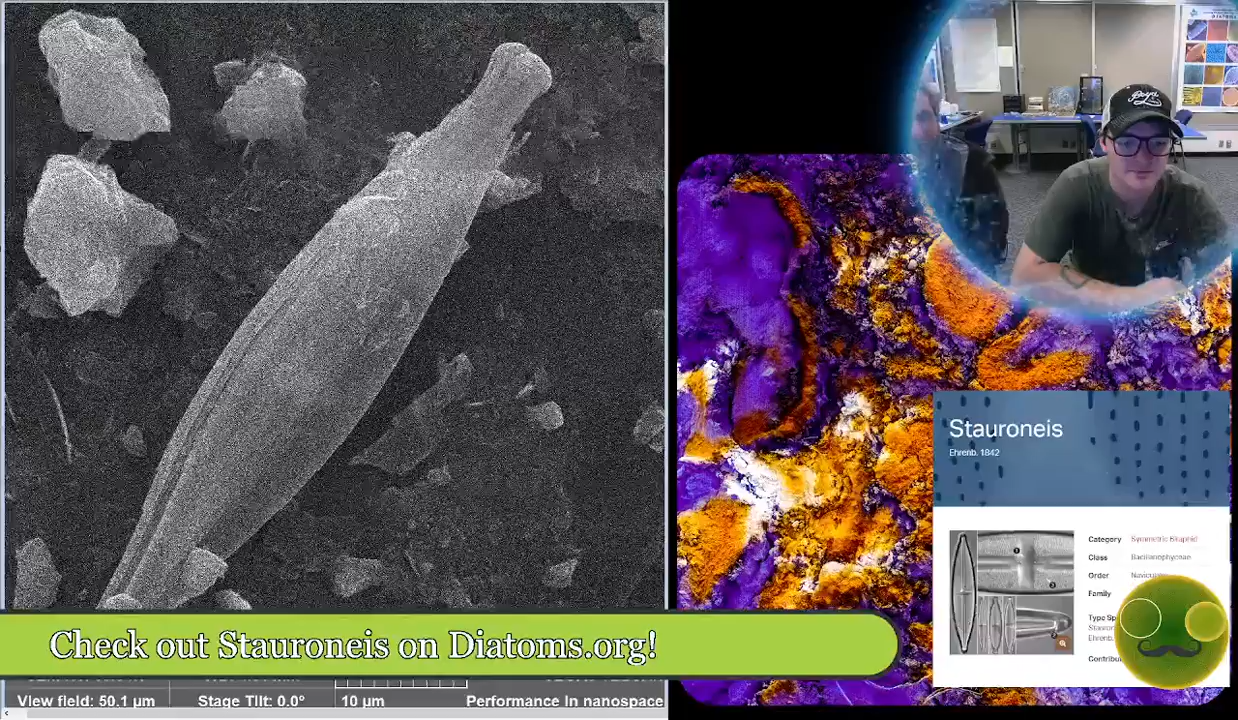 Stauroneis
Ehrenb. 1842
Category Symmetric Biraphid
Class Bacillariophyceae
Order
Family
Type Sp
Ehrenb.
Contribu
Check out Stauroneis on Diatoms.org!
View field: 50.1 µm Stage Tilt: 0.0° 10 µm Performance in nanospace